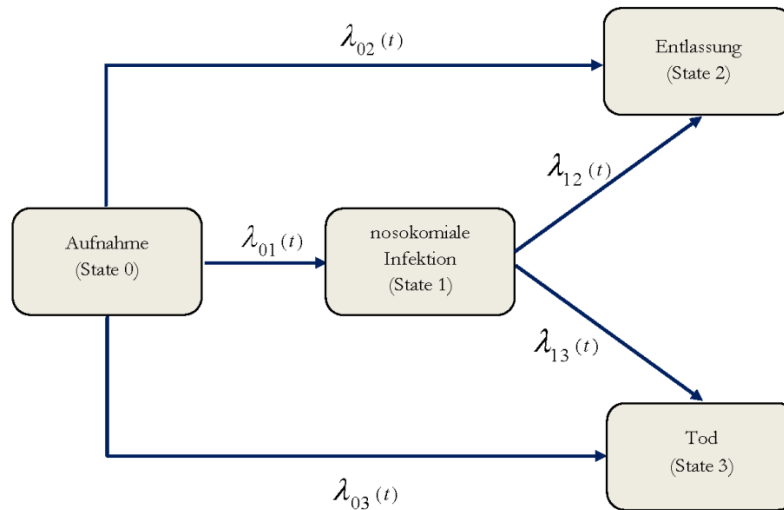 λ02(t)
Entlassung
(State 2)
λ12(t)
Aufnahme
(State 0)
λ01(t)
nosokomiale
Infektion
(State 1)
λ13(t)
Tod
(State 3)
λ03(t)